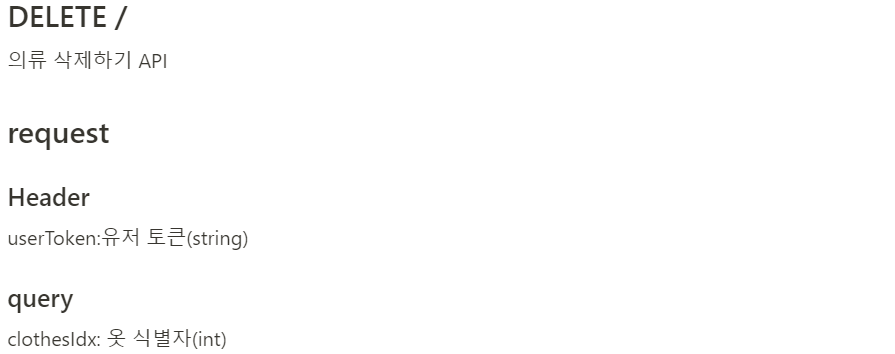 DELETE /
의류 삭제하기 API
request
Header
userToken:유저 토큰(string)
query
clothesIdx: 옷 식별자(int)